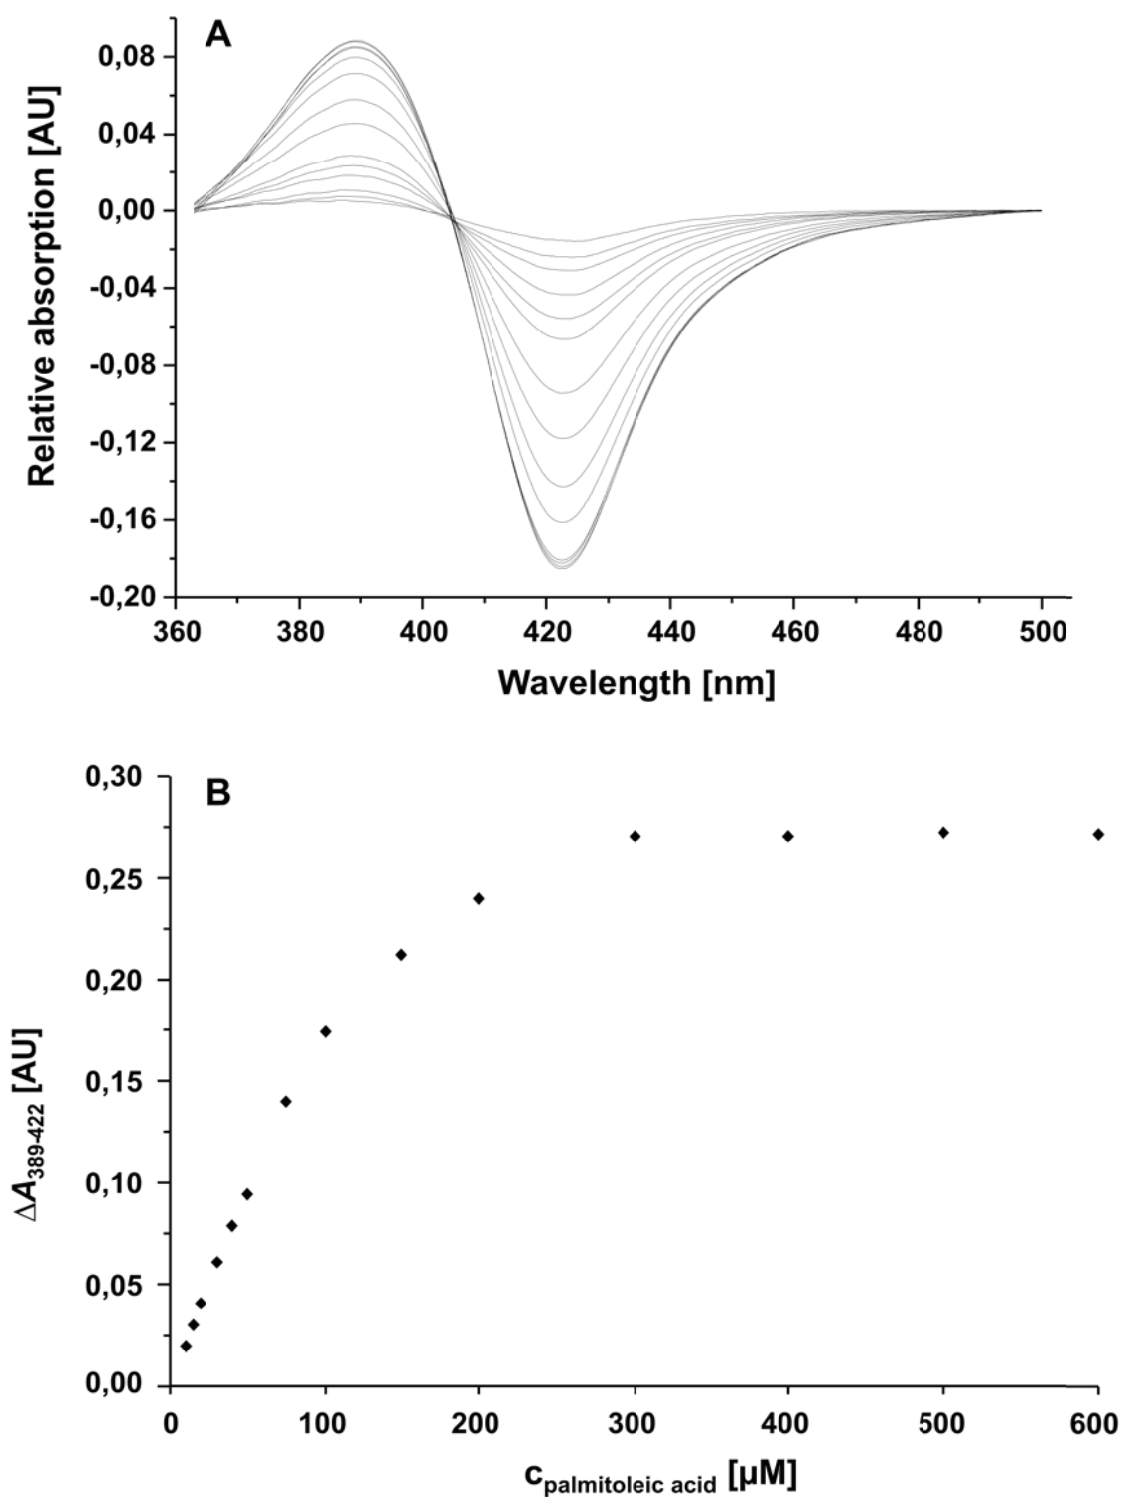 A
0,08
0,04
0,00
-0,04
-0,08
-0,12
-0,16
-0,20
Relative absorption [AU]
360 380 400 420 440 460 480 500
Wavelength [nm]
B
0,30
0,25
0,20
0,15
0,10
0,05
0,00
ΔA389-422 [AU]
0 100 200 300 400 500 600
cpalmitoleic acid [µM]